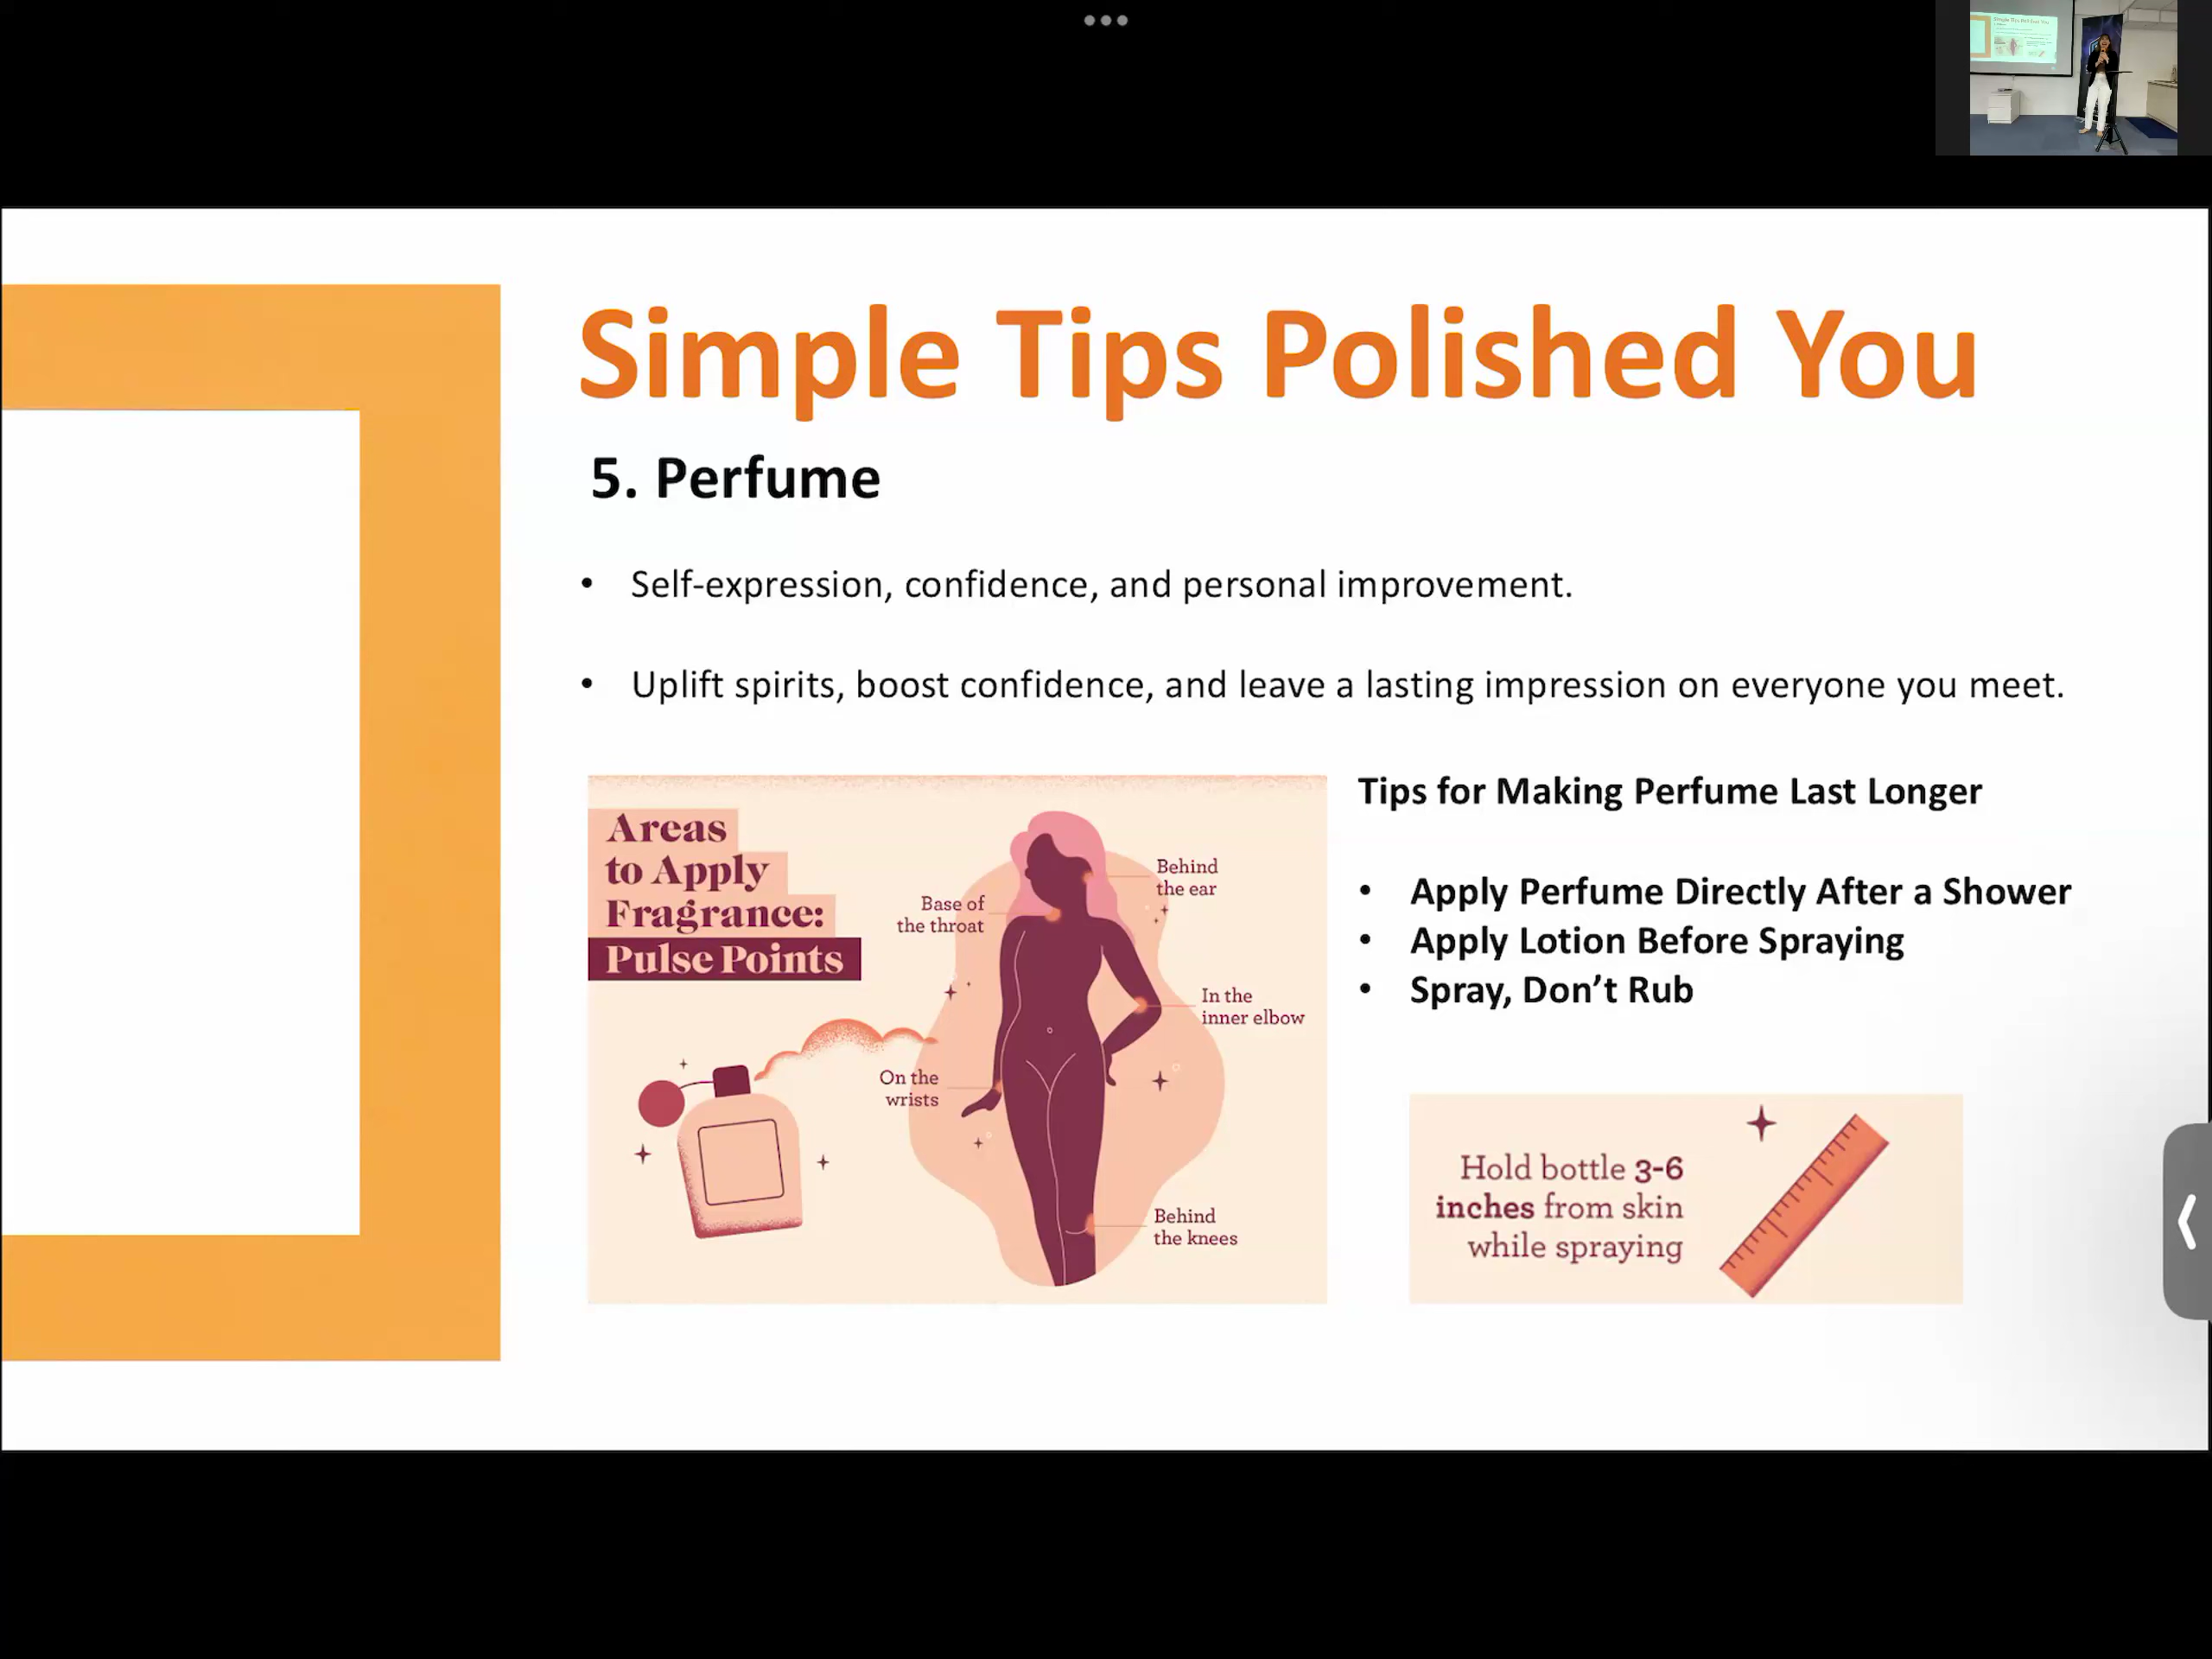 Simple Tips Polished You
5. Perfume
• Self-expression, confidence, and personal improvement.
• Uplift spirits, boost confidence, and leave a lasting impression on everyone you meet.
Areas
to Apply
Fragrance:
Pulse Points
Behind
the ear
Base of
the throat
In the
inner elbow
On the
wrists
Behind
the knees
Tips for Making Perfume Last Longer
• Apply Perfume Directly After a Shower
• Apply Lotion Before Spraying
• Spray, Don’t Rub
Hold bottle 3-6
inches from skin
while spraying